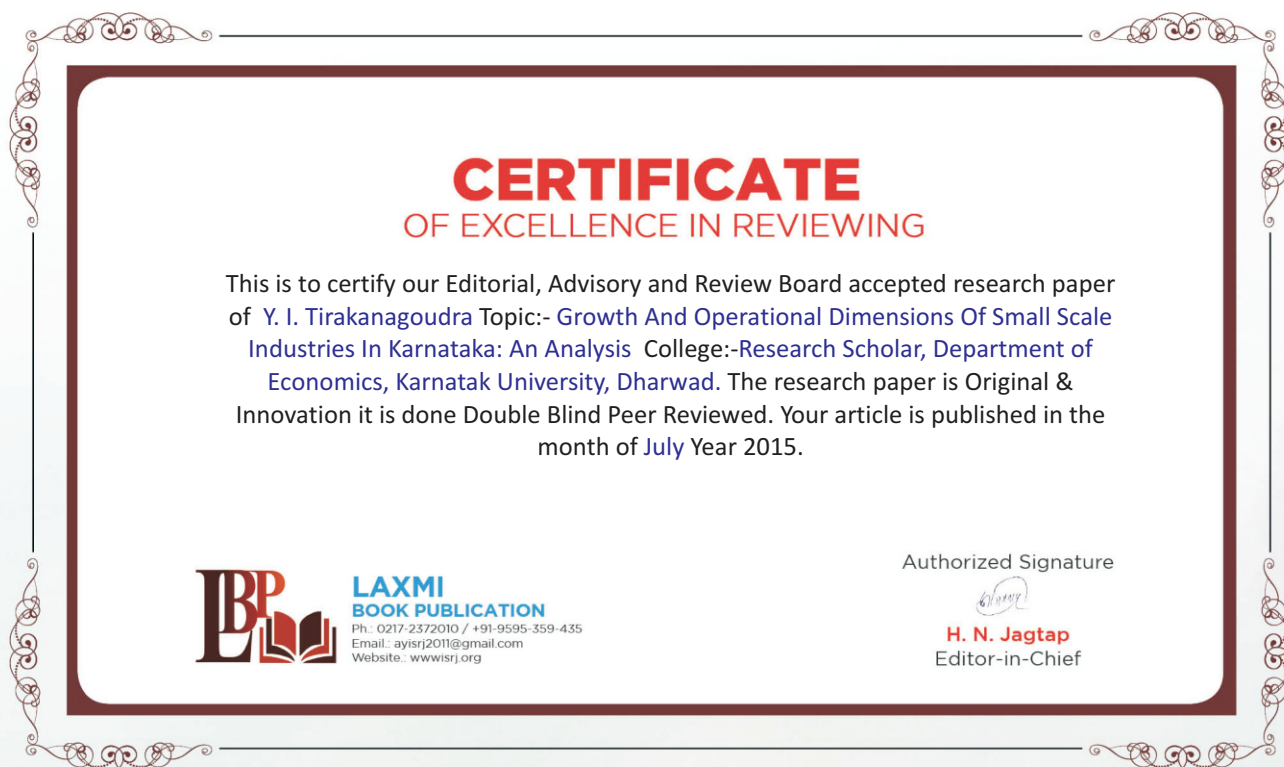 CERTIFICATE
OF EXCELLENCE IN REVIEWING
This is to certify our Editorial, Advisory and Review Board accepted research paper
of Y. I. Tirakanagoudra Topic:- Growth And Operational Dimensions Of Small Scale
Industries In Karnataka: An Analysis College:-Research Scholar, Department of
Economics, Karnatak University, Dharwad. The research paper is Original &
Innovation it is done Double Blind Peer Reviewed. Your article is published in the
month of July Year 2015.
LBP
LAXMI
BOOK PUBLICATION
Ph.: 0217-2372010 / +91-9595-359-435
Email.: ayisrj2011@gmail.com
Website.: wwwisrj.org
Authorized Signature
H. N. Jagtap
Editor-in-Chief